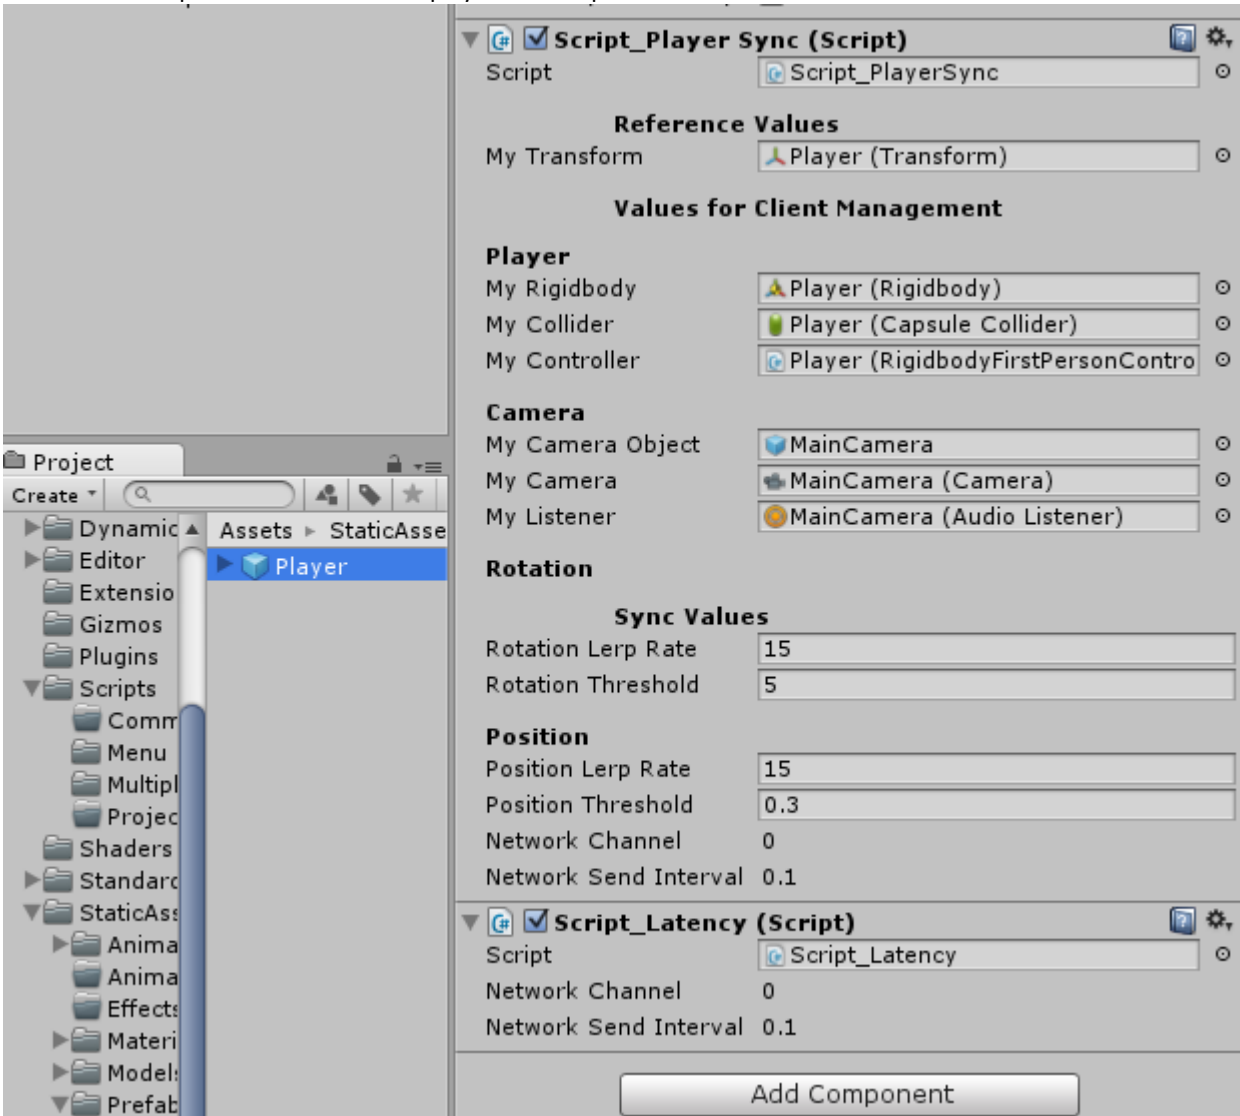 Script_Player Sync (Script)
Script Script_PlayerSync
Reference Values
My Transform Player (Transform)
Values for Client Management
Player
My Rigidbody Player (Rigidbody)
My Collider Player (Capsule Collider)
My Controller Player (RigidbodyFirstPersonContro
Camera
My Camera Object MainCamera
My Camera MainCamera (Camera)
My Listener MainCamera (Audio Listener)
Rotation
Sync Values
Rotation Lerp Rate 15
Rotation Threshold 5
Position
Position Lerp Rate 15
Position Threshold 0.3
Network Channel 0
Network Send Interval 0.1
Script_Latency (Script)
Script Script_Latency
Network Channel 0
Network Send Interval 0.1
Add Component
Project
Create
Dynamic
Editor
Extensio
Gizmos
Plugins
Scripts
Comm
Menu
Multipl
Projec
Shaders
Standard
StaticAss
Anima
Anima
Effects
Materi
Models
Prefab
Assets StaticAsse
Player